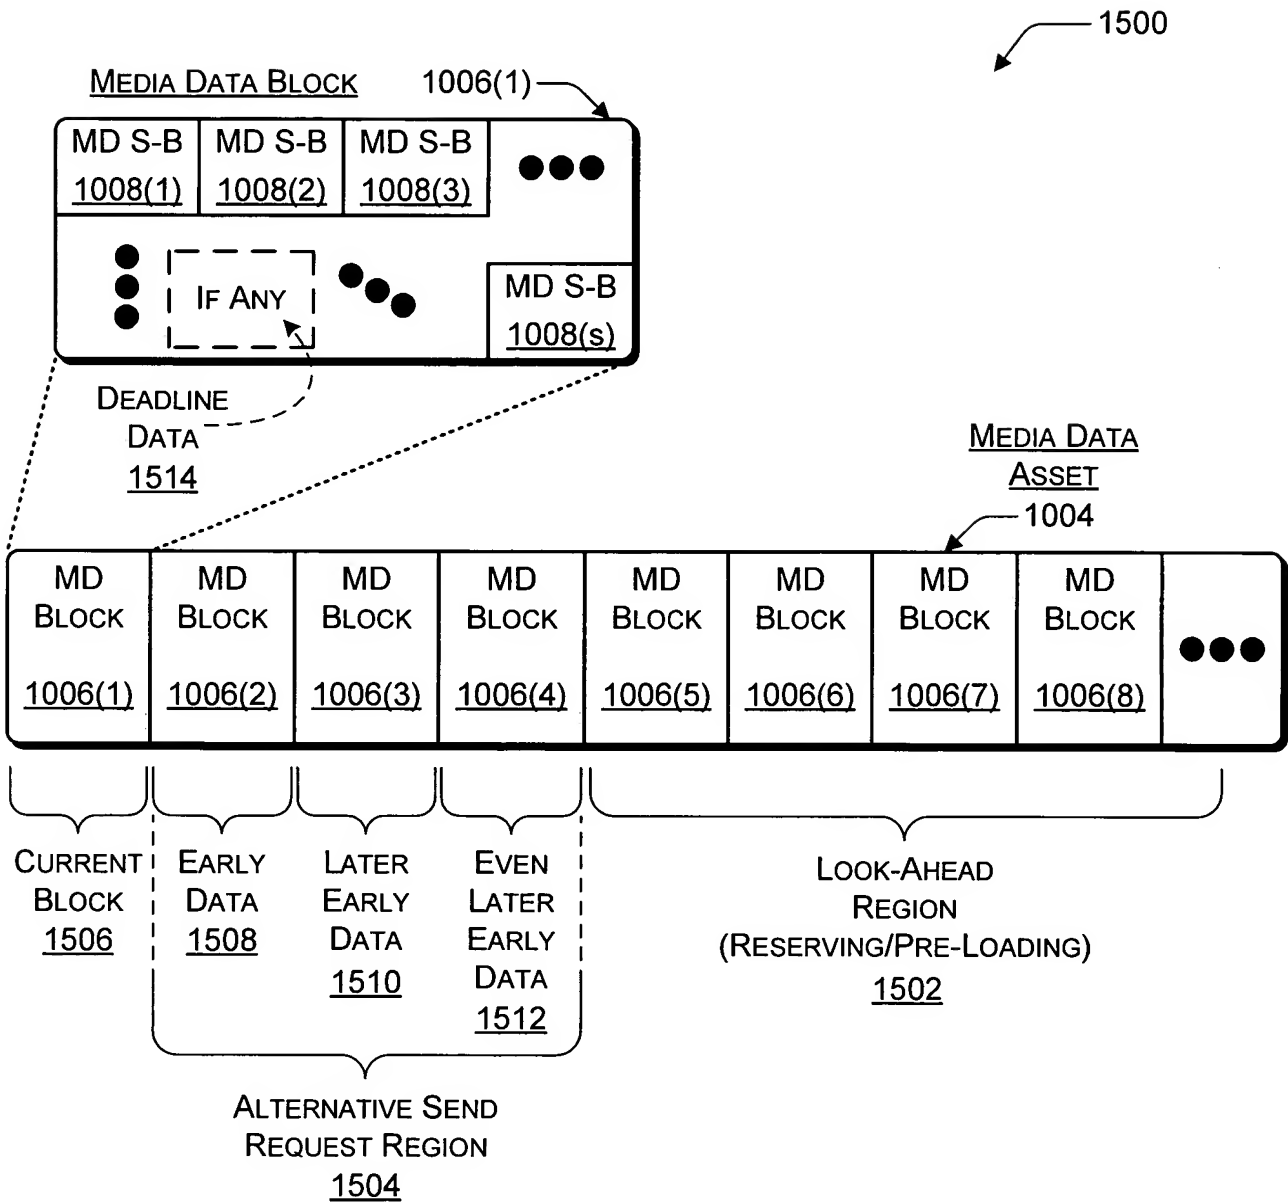 1500
MEDIA DATA BLOCK
1006(1)
MD S-B
1008(1)
MD S-B
1008(2)
MD S-B
1008(3)
IF ANY
MD S-B
1008(s)
DEADLINE
DATA
1514
MEDIA DATA
ASSET
1004
MD
BLOCK
1006(1)
MD
BLOCK
1006(2)
MD
BLOCK
1006(3)
MD
BLOCK
1006(4)
MD
BLOCK
1006(5)
MD
BLOCK
1006(6)
MD
BLOCK
1006(7)
MD
BLOCK
1006(8)
CURRENT
BLOCK
1506
EARLY
DATA
1508
LATER
EARLY
DATA
1510
EVEN
LATER
EARLY
DATA
1512
LOOK-AHEAD
REGION
(RESERVING/PRE-LOADING)
1502
ALTERNATIVE SEND
REQUEST REGION
1504